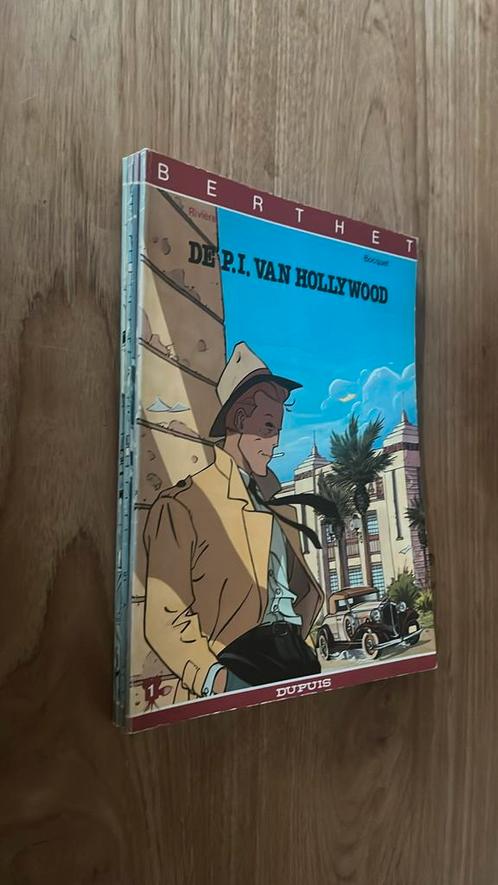 BERTHET
Rivière
Bocquet
DE P.I. VAN HOLLYWOOD
1
DUPUIS